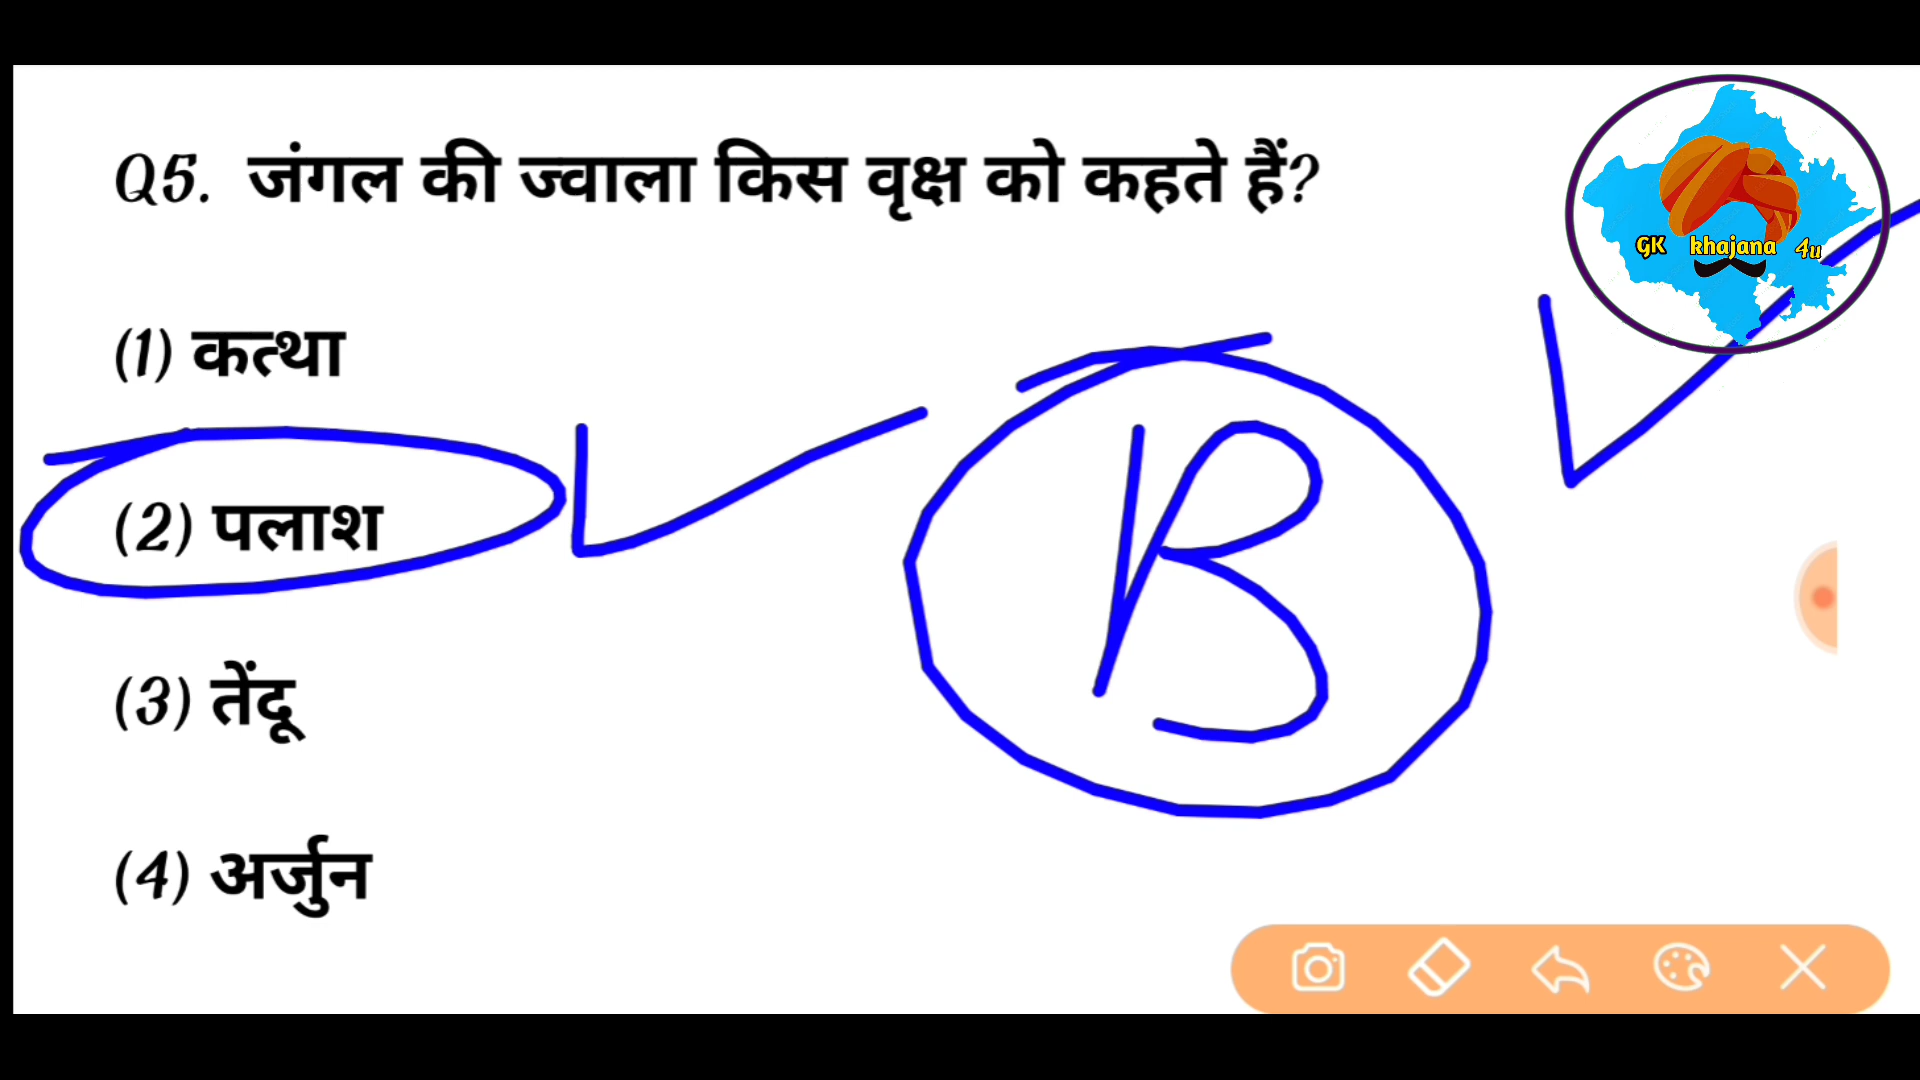 Q5. जंगल की ज्वाला किस वृक्ष को कहते हैं?
GK khajana 4u
(1) कत्था
(2) पलाश
B
(3) तेंदू
(4) अर्जुन